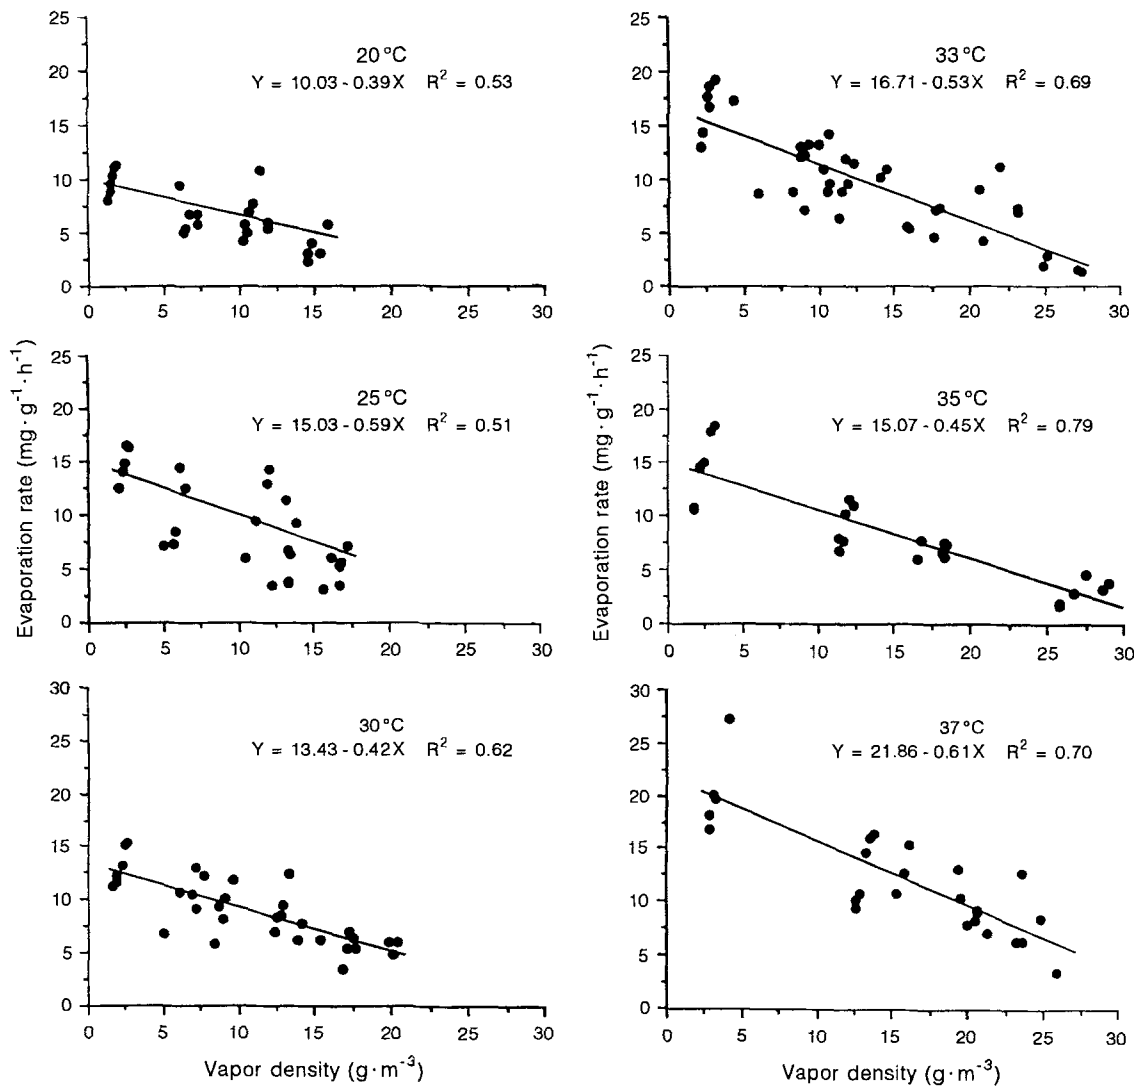 25
20
15
10
5
0
0 5 10 15 20 25 30
20 °C
Y = 10.03 - 0.39X R² = 0.53
25
20
15
10
5
0
0 5 10 15 20 25 30
33 °C
Y = 16.71 - 0.53X R² = 0.69
Evaporation rate (mg · g⁻¹ · h⁻¹)
25
20
15
10
5
0
0 5 10 15 20 25 30
25 °C
Y = 15.03 - 0.59X R² = 0.51
Evaporation rate (mg · g⁻¹ · h⁻¹)
25
20
15
10
5
0
0 5 10 15 20 25 30
35 °C
Y = 15.07 - 0.45X R² = 0.79
30
25
20
15
10
5
0
0 5 10 15 20 25 30
30 °C
Y = 13.43 - 0.42X R² = 0.62
Vapor density (g · m⁻³)
30
25
20
15
10
5
0
0 5 10 15 20 25 30
37 °C
Y = 21.86 - 0.61X R² = 0.70
Vapor density (g · m⁻³)